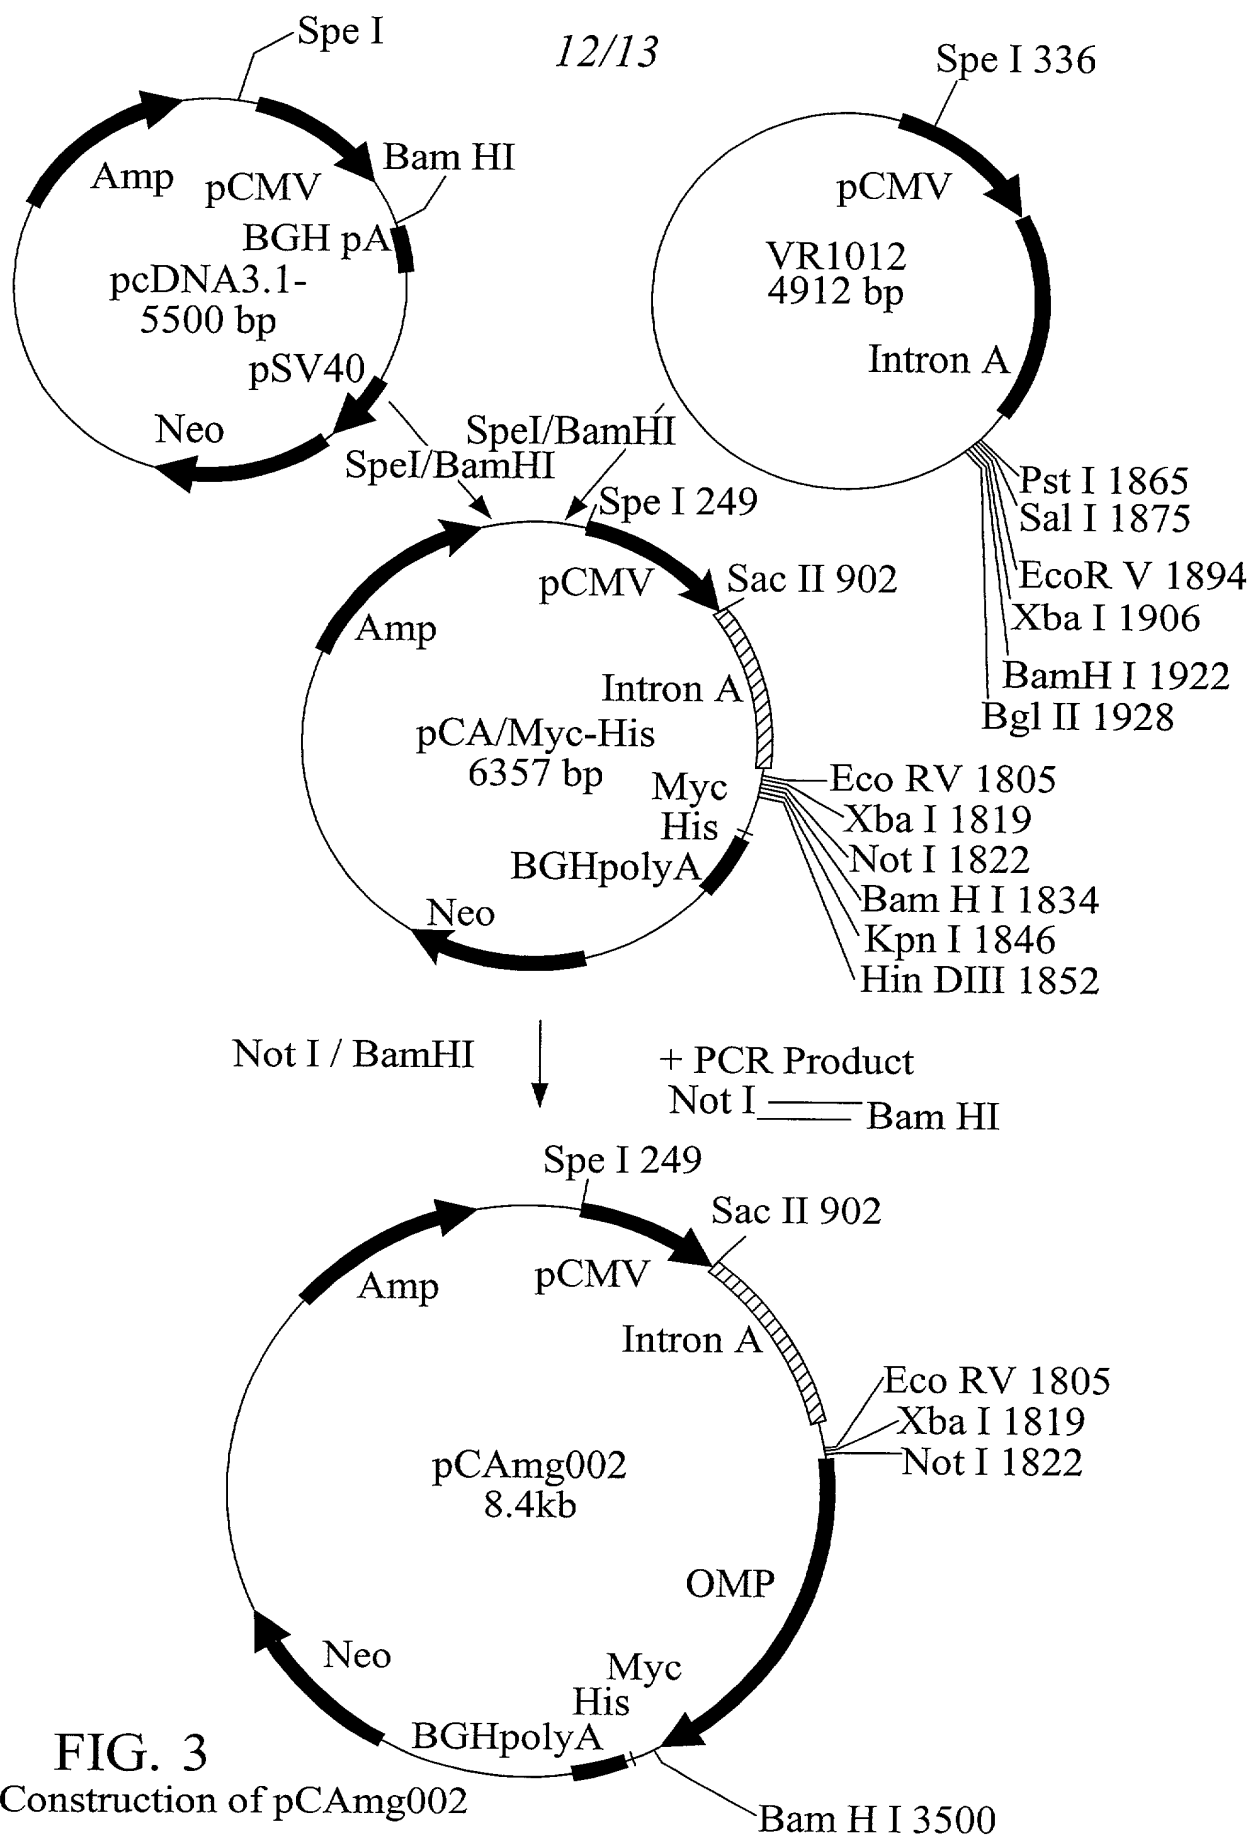 12/13
Spe I
Amp
pCMV
Bam HI
BGH pA
pcDNA3.1-
5500 bp
pSV40
Neo
SpeI/BamHI
Spe I 336
pCMV
VR1012
4912 bp
Intron A
SpeI/BamHI
Pst I 1865
Sal I 1875
EcoR V 1894
Xba I 1906
BamH I 1922
Bgl II 1928
Spe I 249
pCMV
Sac II 902
Amp
Intron A
pCA/Myc-His
6357 bp
Myc
His
BGHpolyA
Neo
Eco RV 1805
Xba I 1819
Not I 1822
Bam H I 1834
Kpn I 1846
Hin DIII 1852
Not I / BamHI
+ PCR Product
Not I
Bam HI
Spe I 249
Sac II 902
Amp
pCMV
Intron A
Eco RV 1805
Xba I 1819
Not I 1822
pCAmg002
8.4kb
OMP
Neo
Myc
His
BGHpolyA
Bam H I 3500
FIG. 3
Construction of pCAmg002